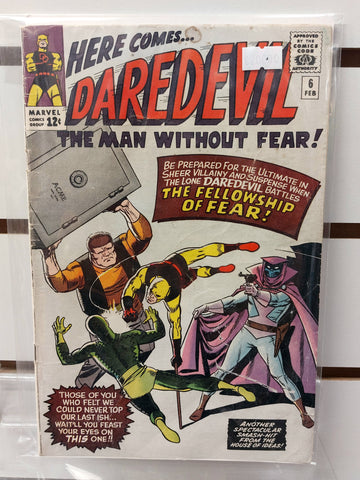 HERE COMES...
DAREDEVIL
THE MAN WITHOUT FEAR!
MARVEL
COMICS
GROUP
12¢
APPROVED
BY THE
COMICS
CODE
AUTHORITY
6
FEB
ACME
BE PREPARED FOR THE ULTIMATE IN
SHEER VILLAINY AND SUSPENSE WHEN
THE LONE DAREDEVIL BATTLES
THE FELLOWSHIP
OF FEAR!
THOSE OF YOU
WHO FELT WE
COULD NEVER TOP
OUR LAST ISH...
WAIT'LL YOU FEAST
YOUR EYES ON
THIS ONE!!
ANOTHER
SPECTACULAR
SMASH-HIT
FROM THE
HOUSE OF IDEAS!